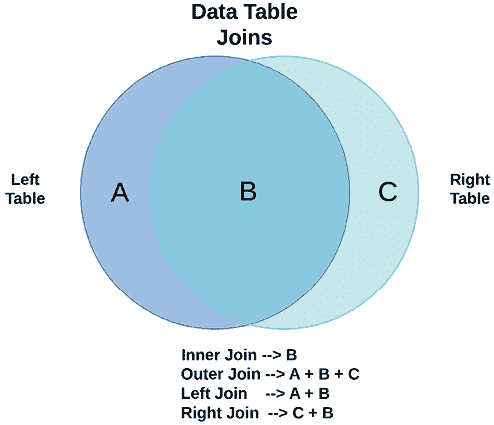 Data Table
Joins
Left
Table
A
B
C
Right
Table
Inner Join --> B
Outer Join --> A + B + C
Left Join --> A + B
Right Join --> C + B